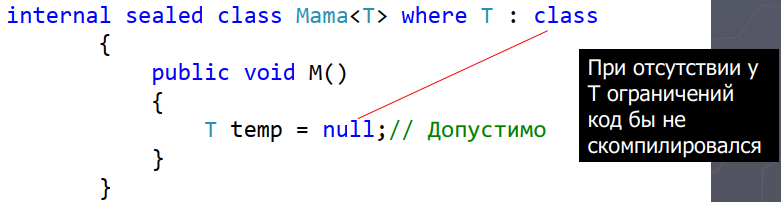 internal sealed class Mama<T> where T : class
{
public void M()
{
T temp = null;// Допустимо
}
}
При отсутствии у
Т ограничений
код бы не
скомпилировался